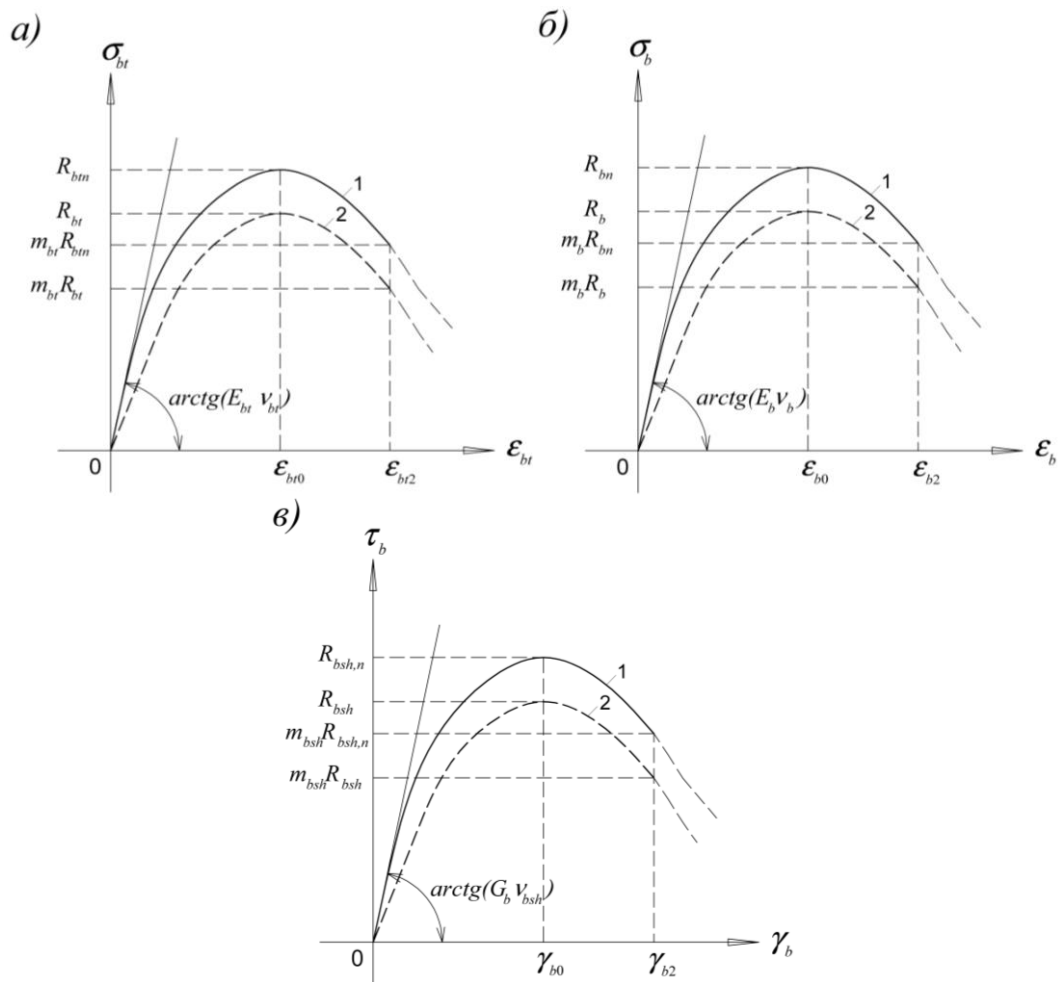 а)
σ_bt
R_btn
1
R_bt
2
m_bt R_btn
m_bt R_bt
arctg(E_bt ν_bt)
0
ε_bt0
ε_bt2
ε_bt
б)
σ_b
R_bn
1
R_b
2
m_b R_bn
m_b R_b
arctg(E_b ν_b)
0
ε_b0
ε_b2
ε_b
в)
τ_b
R_bsh,n
1
R_bsh
2
m_bsh R_bsh,n
m_bsh R_bsh
arctg(G_b ν_bsh)
0
γ_b0
γ_b2
γ_b